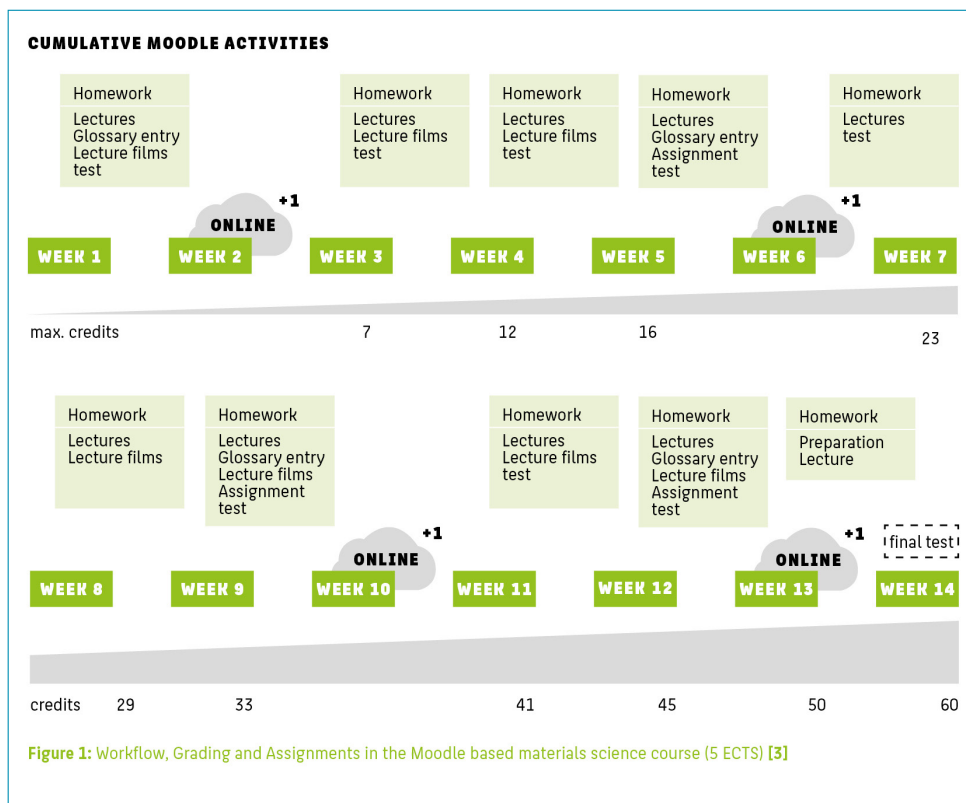 CUMULATIVE MOODLE ACTIVITIES
Homework
Lectures
Glossary entry
Lecture films
test
Homework
Lectures
Lecture films
test
Homework
Lectures
Lecture films
test
Homework
Lectures
Glossary entry
Assignment
test
Homework
Lectures
test
ONLINE +1
ONLINE +1
WEEK 1 WEEK 2 WEEK 3 WEEK 4 WEEK 5 WEEK 6 WEEK 7
max. credits 7 12 16 23
Homework
Lectures
Lecture films
Homework
Lectures
Glossary entry
Lecture films
Assignment
test
Homework
Lectures
Lecture films
test
Homework
Lectures
Glossary entry
Lecture films
Assignment
test
Homework
Preparation
Lecture
ONLINE +1
ONLINE +1
final test
WEEK 8 WEEK 9 WEEK 10 WEEK 11 WEEK 12 WEEK 13 WEEK 14
credits 29 33 41 45 50 60
Figure 1: Workflow, Grading and Assignments in the Moodle based materials science course (5 ECTS) [3]